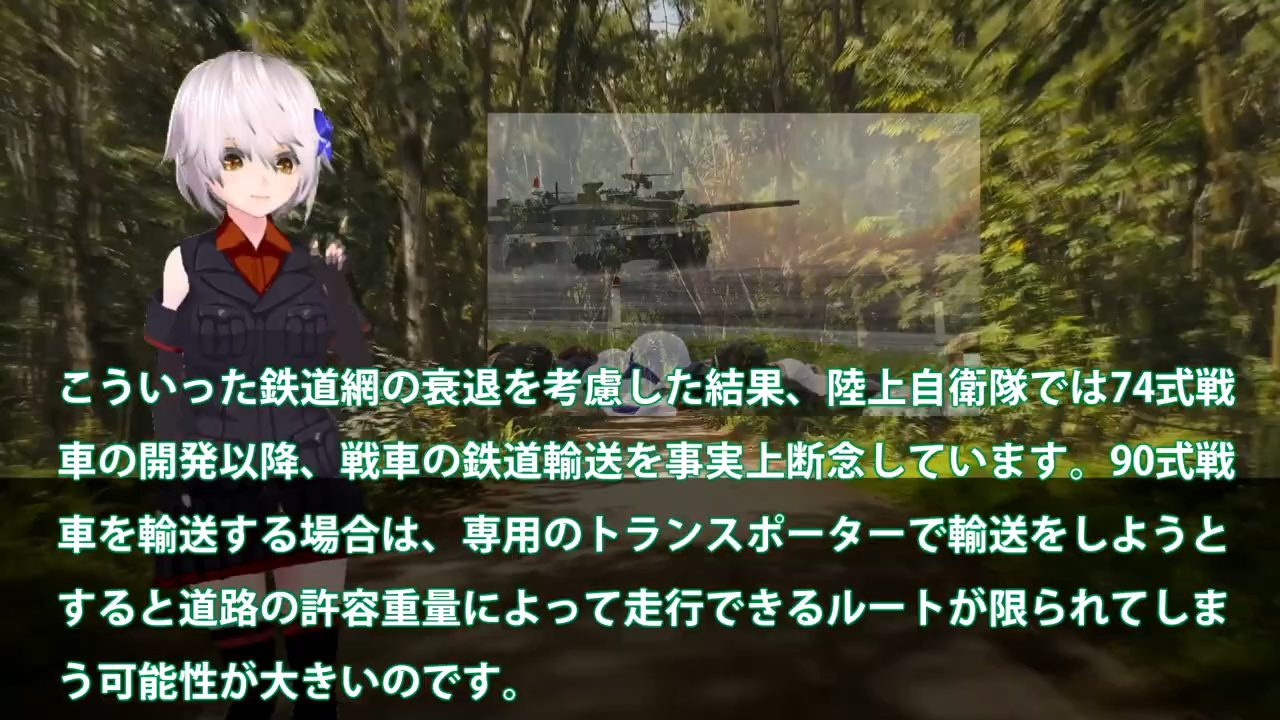 こういった鉄道網の衰退を考慮した結果、陸上自衛隊では74式戦
車の開発以降、戦車の鉄道輸送を事実上断念しています。90式戦
車を輸送する場合は、専用のトランスポーターで輸送をしようと
すると道路の許容重量によって走行できるルートが限られてしま
う可能性が大きいのです。